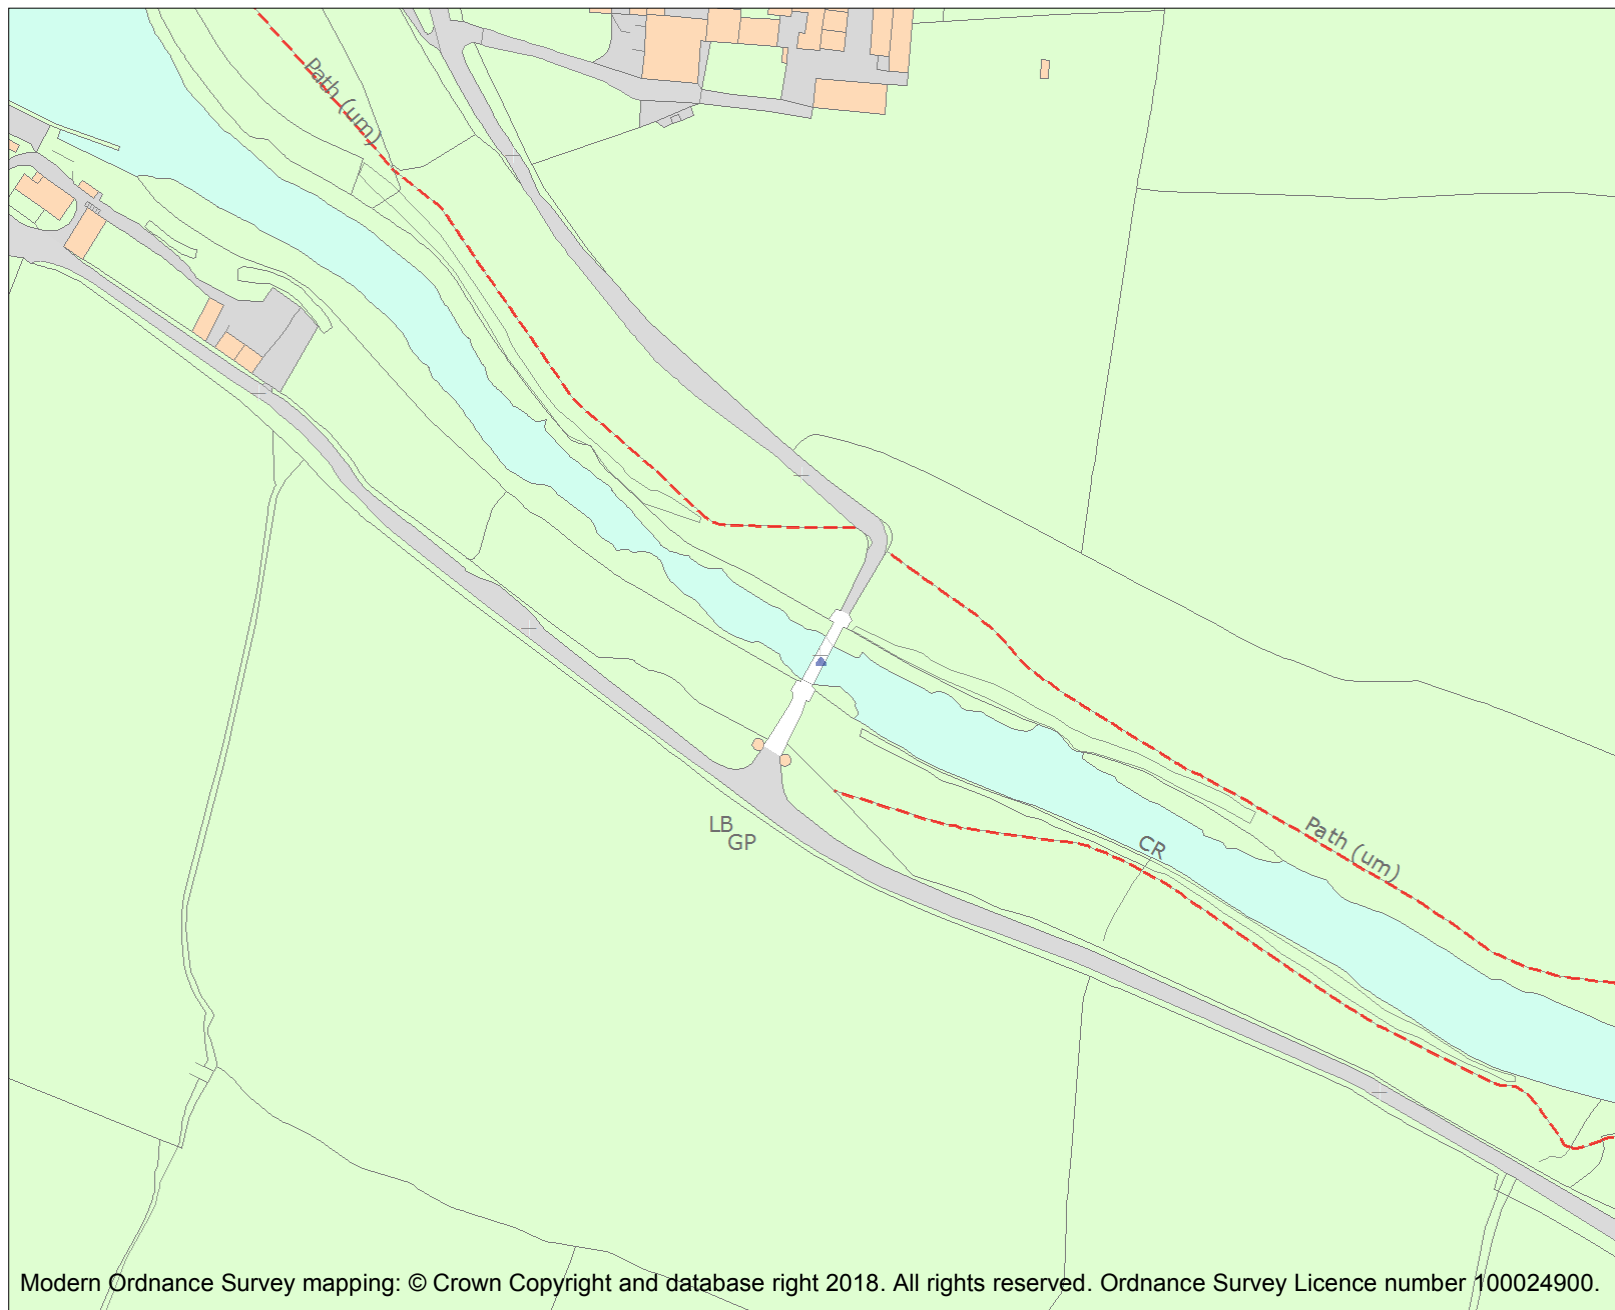 Path (um)
LB
GP
CR
Path (um)
Modern Ordnance Survey mapping: © Crown Copyright and database right 2018. All rights reserved. Ordnance Survey Licence number 100024900.